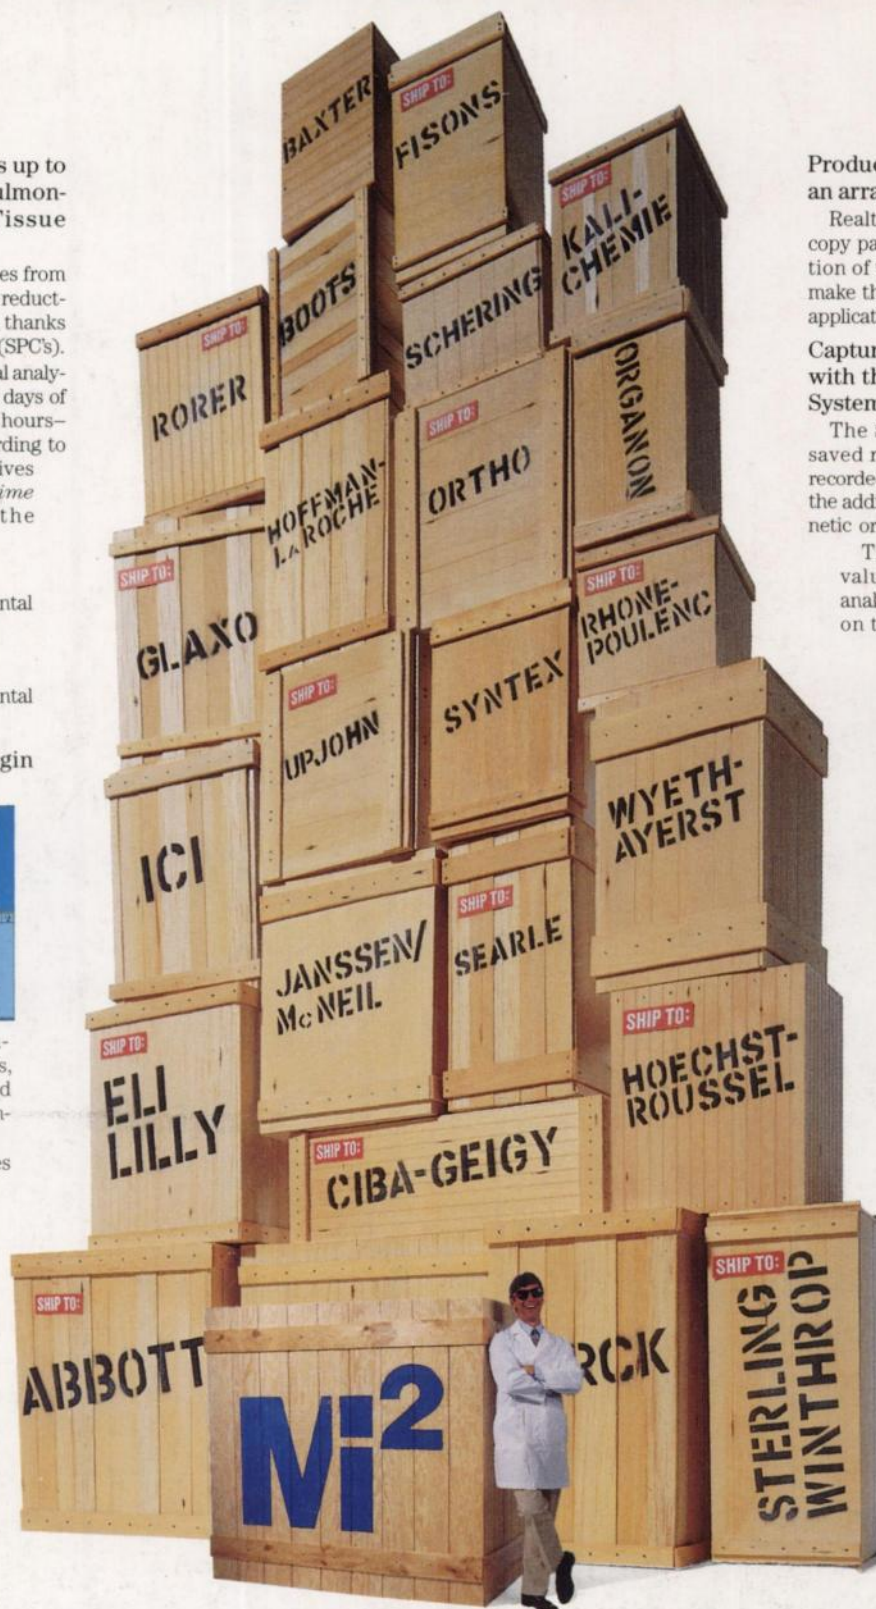 s up to
ulmon-
Tissue
es from
reduct-
thanks
(SPC's).
al analy-
days of
hours–
rding to
ives
ime
the
ntal
ntal
gin
s,
d
es
BAXTER
SHIP TO:
FISONS
SHIP TO:
KALI-
CHEMIE
BOOTS
SCHERING
SHIP TO:
RORER
HOFFMAN-
LAROCHE
SHIP TO:
ORTHO
ORGANON
SHIP TO:
GLAXO
SHIP TO:
UPJOHN
SYNTEX
SHIP TO:
RHONE-
POULENC
ICI
JANSSEN/
McNEIL
SHIP TO:
SEARLE
WYETH-
AYERST
SHIP TO:
ELI
LILLY
SHIP TO:
CIBA-GEIGY
SHIP TO:
HOECHST-
ROUSSEL
SHIP TO:
ABBOTT
Mi²
RCK
SHIP TO:
STERLING
WINTHROP
Produc
an arra
Realt
copy pa
tion of
make th
applicat
Captur
with th
System
The
saved r
recorde
the addi
netic or
T
valu
anal
on t